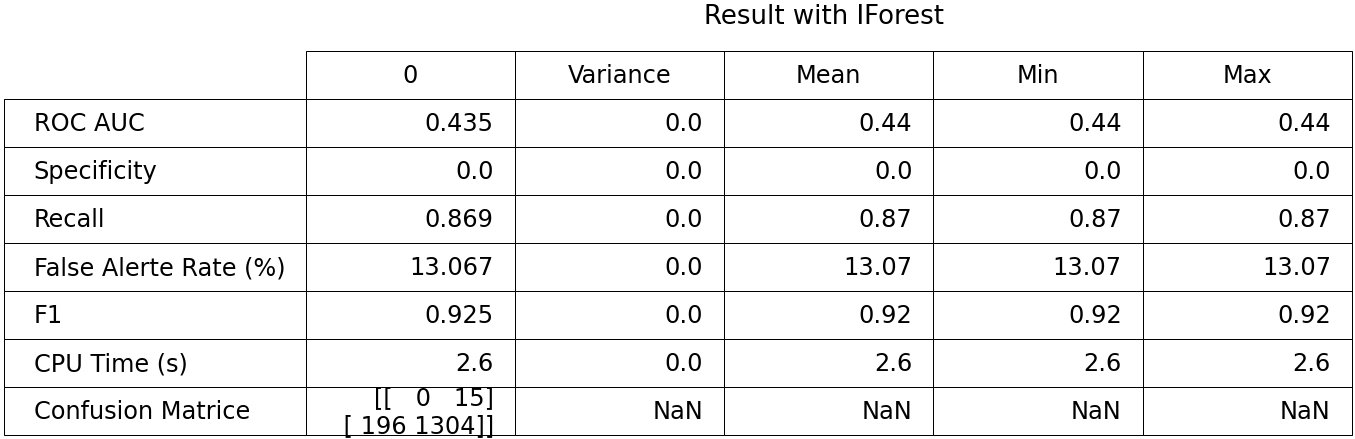 Result with IForest
0 Variance Mean Min Max
ROC AUC 0.435 0.0 0.44 0.44 0.44
Specificity 0.0 0.0 0.0 0.0 0.0
Recall 0.869 0.0 0.87 0.87 0.87
False Alerte Rate (%) 13.067 0.0 13.07 13.07 13.07
F1 0.925 0.0 0.92 0.92 0.92
CPU Time (s) 2.6 0.0 2.6 2.6 2.6
Confusion Matrice [[ 0 15]
[ 196 1304]] NaN NaN NaN NaN